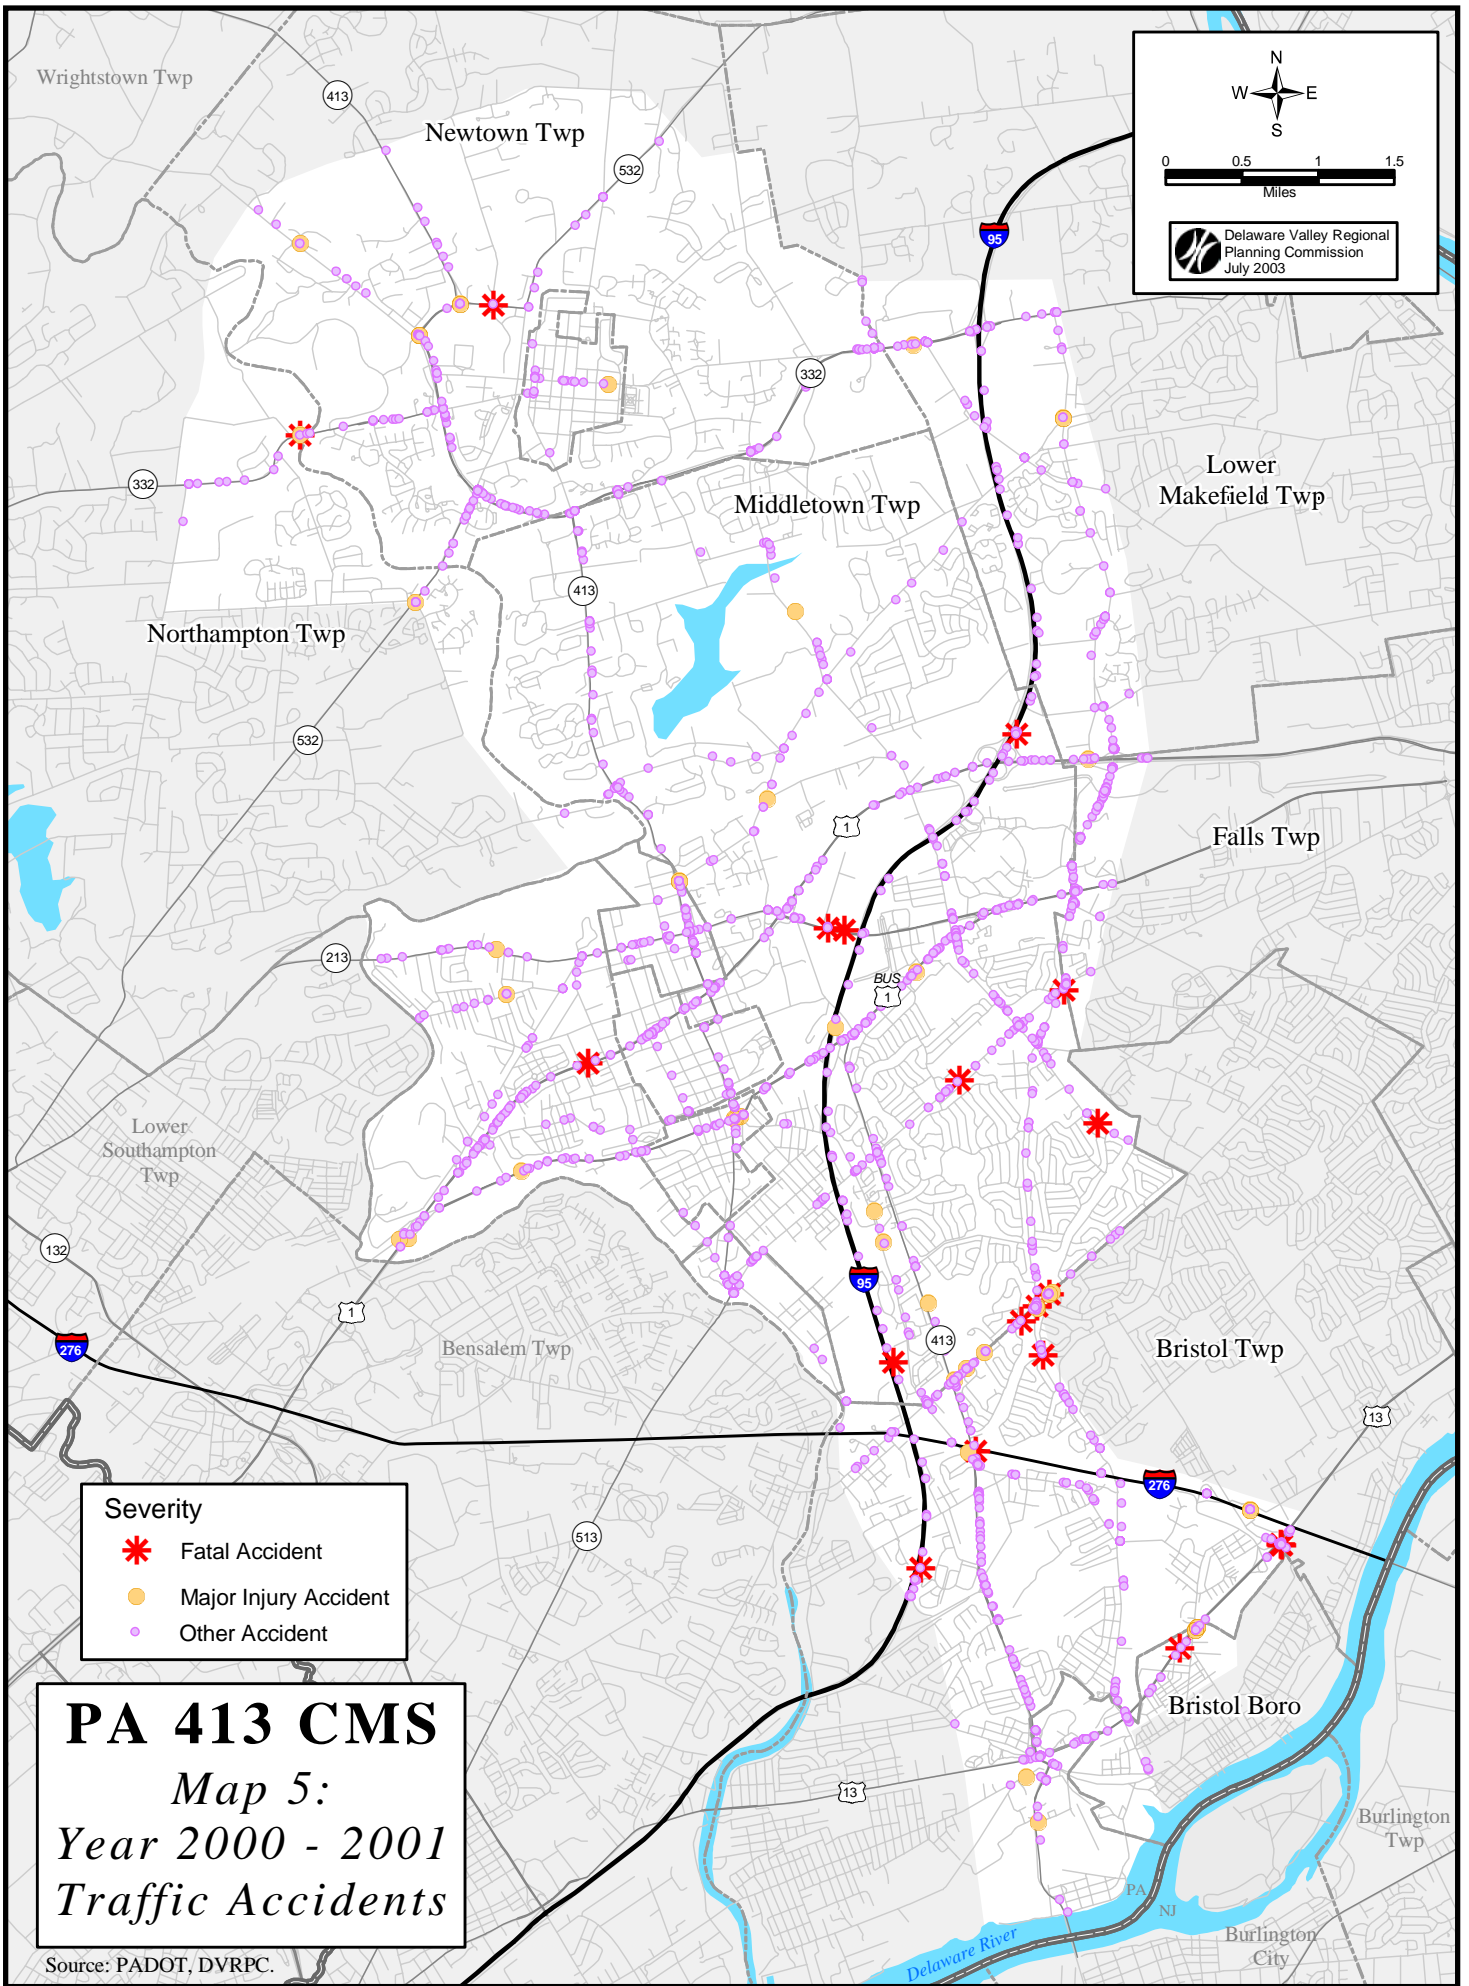 Wrightstown Twp
413
Newtown Twp
532
N
W E
S
0 0.5 1 1.5
Miles
Delaware Valley Regional
Planning Commission
July 2003
95
332
332
Middletown Twp
Lower
Makefield Twp
413
Northampton Twp
532
1
Falls Twp
213
BUS
1
Lower
Southampton
Twp
132
1
276
Bensalem Twp
95
413
Bristol Twp
13
276
513
Severity
Fatal Accident
Major Injury Accident
Other Accident
PA 413 CMS
Map 5:
Year 2000 - 2001
Traffic Accidents
Source: PADOT, DVRPC.
Bristol Boro
13
Burlington
Twp
PA
NJ
Burlington
City
Delaware River